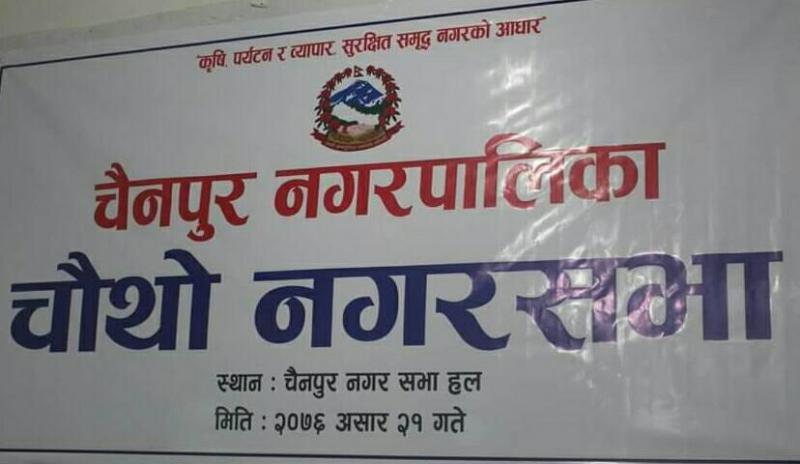 "कृषि, पर्यटन र व्यापार, सुरक्षित समृद्ध नगरको आधार"
चैनपुर नगरपालिका
चौथो नगरसभा
स्थान : चैनपुर नगर सभा हल
मिति : २०७६ असार २१ गते